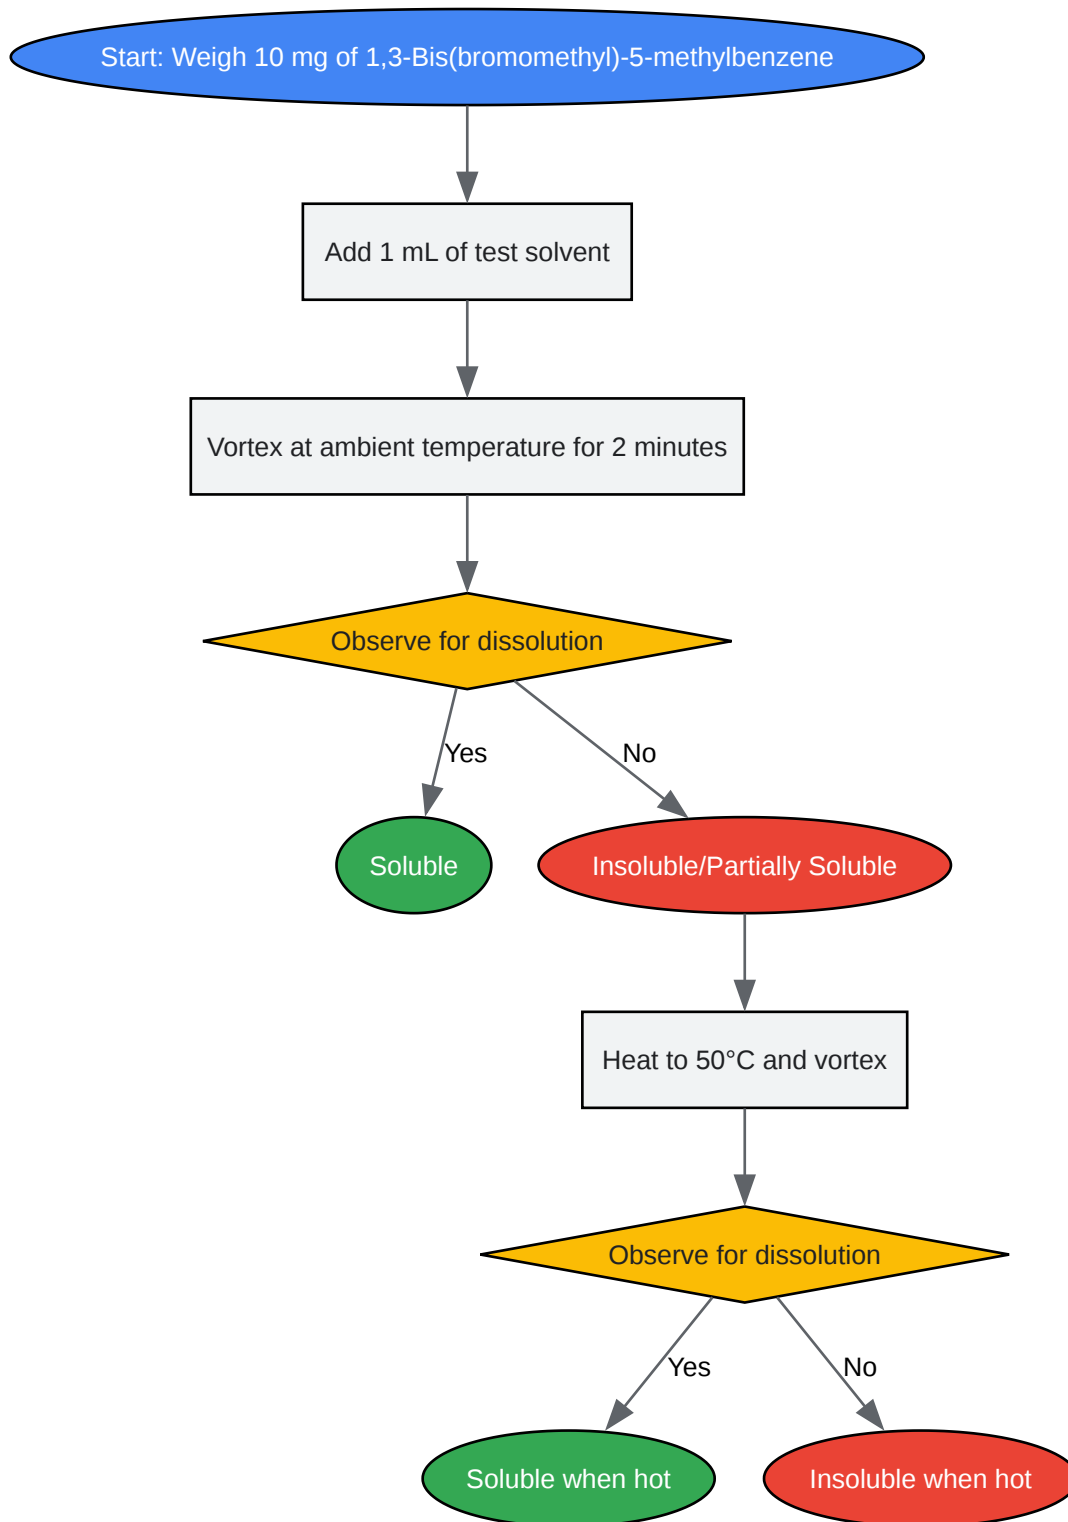 Start: Weigh 10 mg of 1,3-Bis(bromomethyl)-5-methylbenzene
Add 1 mL of test solvent
Vortex at ambient temperature for 2 minutes
Observe for dissolution
Yes
No
Soluble
Insoluble/Partially Soluble
Heat to 50°C and vortex
Observe for dissolution
Yes
No
Soluble when hot
Insoluble when hot